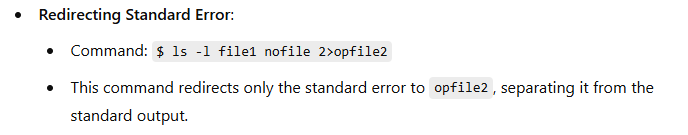 • Redirecting Standard Error:
• Command: $ ls -l file1 nofile 2>opfile2
• This command redirects only the standard error to opfile2, separating it from the
standard output.